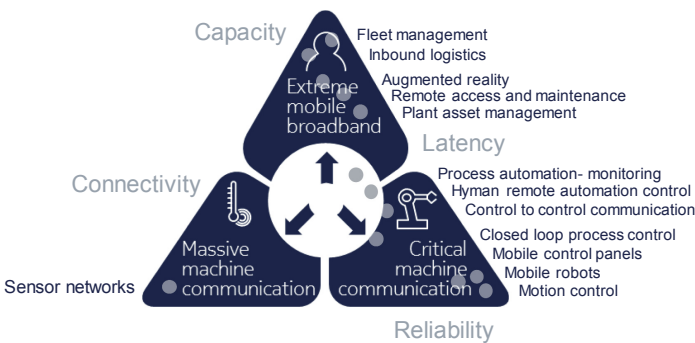 Capacity
Fleet management
Inbound logistics
Extreme
mobile
broadband
Augmented reality
Remote access and maintenance
Plant asset management
Latency
Connectivity
Process automation- monitoring
Hyman remote automation control
Control to control communication
Massive
machine
communication
Critical
machine
communication
Closed loop process control
Mobile control panels
Mobile robots
Motion control
Sensor networks
Reliability